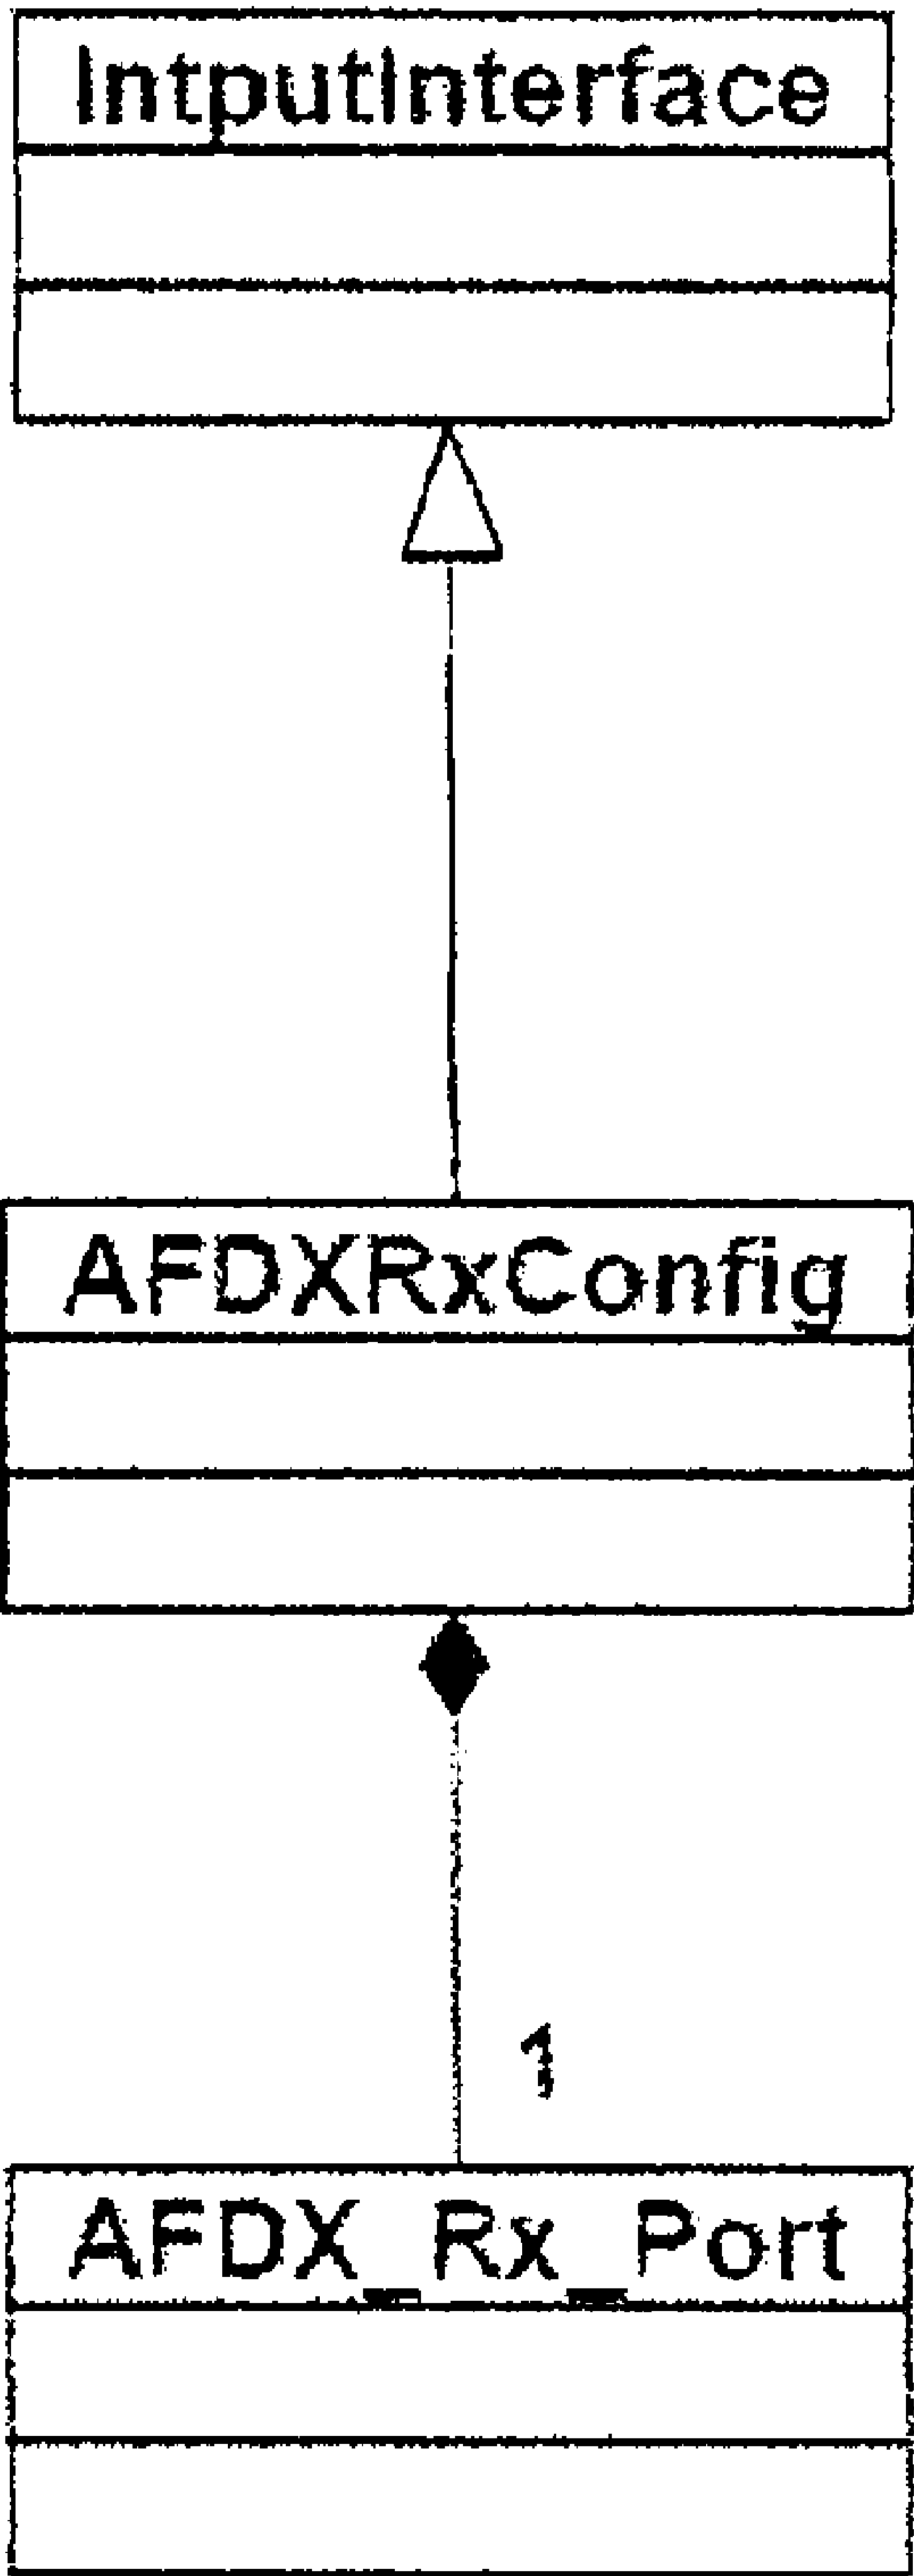 IntputInterface
AFDXRxConfig
1
AFDX_Rx_Port